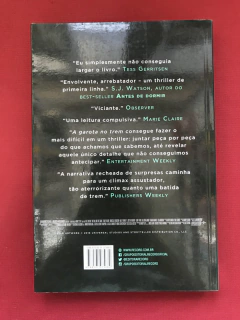 "Eu simplesmente não conseguia
largar o livro." Tess Gerritsen
"Envolvente, arrebatador – um thriller de
primeira linha." S.J. Watson, autor do
best-seller Antes de dormir
"Viciante." Observer
"Uma leitura compulsiva." Marie Claire
"A garota no trem consegue fazer o
mais difícil em um thriller: juntar peça por peça
do que achamos que sabemos, até revelar
aquele único detalhe que não conseguimos
antecipar." Entertainment Weekly
"A narrativa recheada de surpresas caminha
para um clímax assustador,
tão aterrorizante quanto uma batida
de trem." Publishers Weekly
www.record.com.br